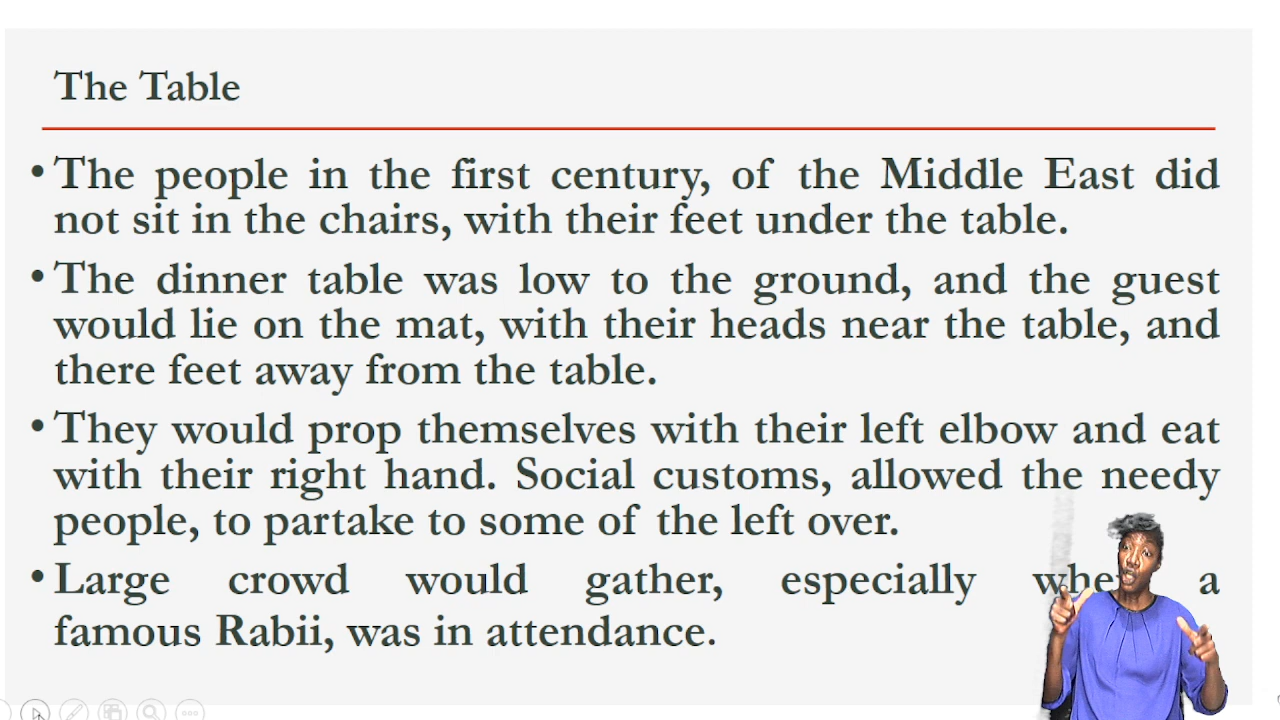 The Table
• The people in the first century, of the Middle East did
not sit in the chairs, with their feet under the table.
• The dinner table was low to the ground, and the guest
would lie on the mat, with their heads near the table, and
there feet away from the table.
• They would prop themselves with their left elbow and eat
with their right hand. Social customs, allowed the needy
people, to partake to some of the left over.
• Large crowd would gather, especially when a
famous Rabii, was in attendance.